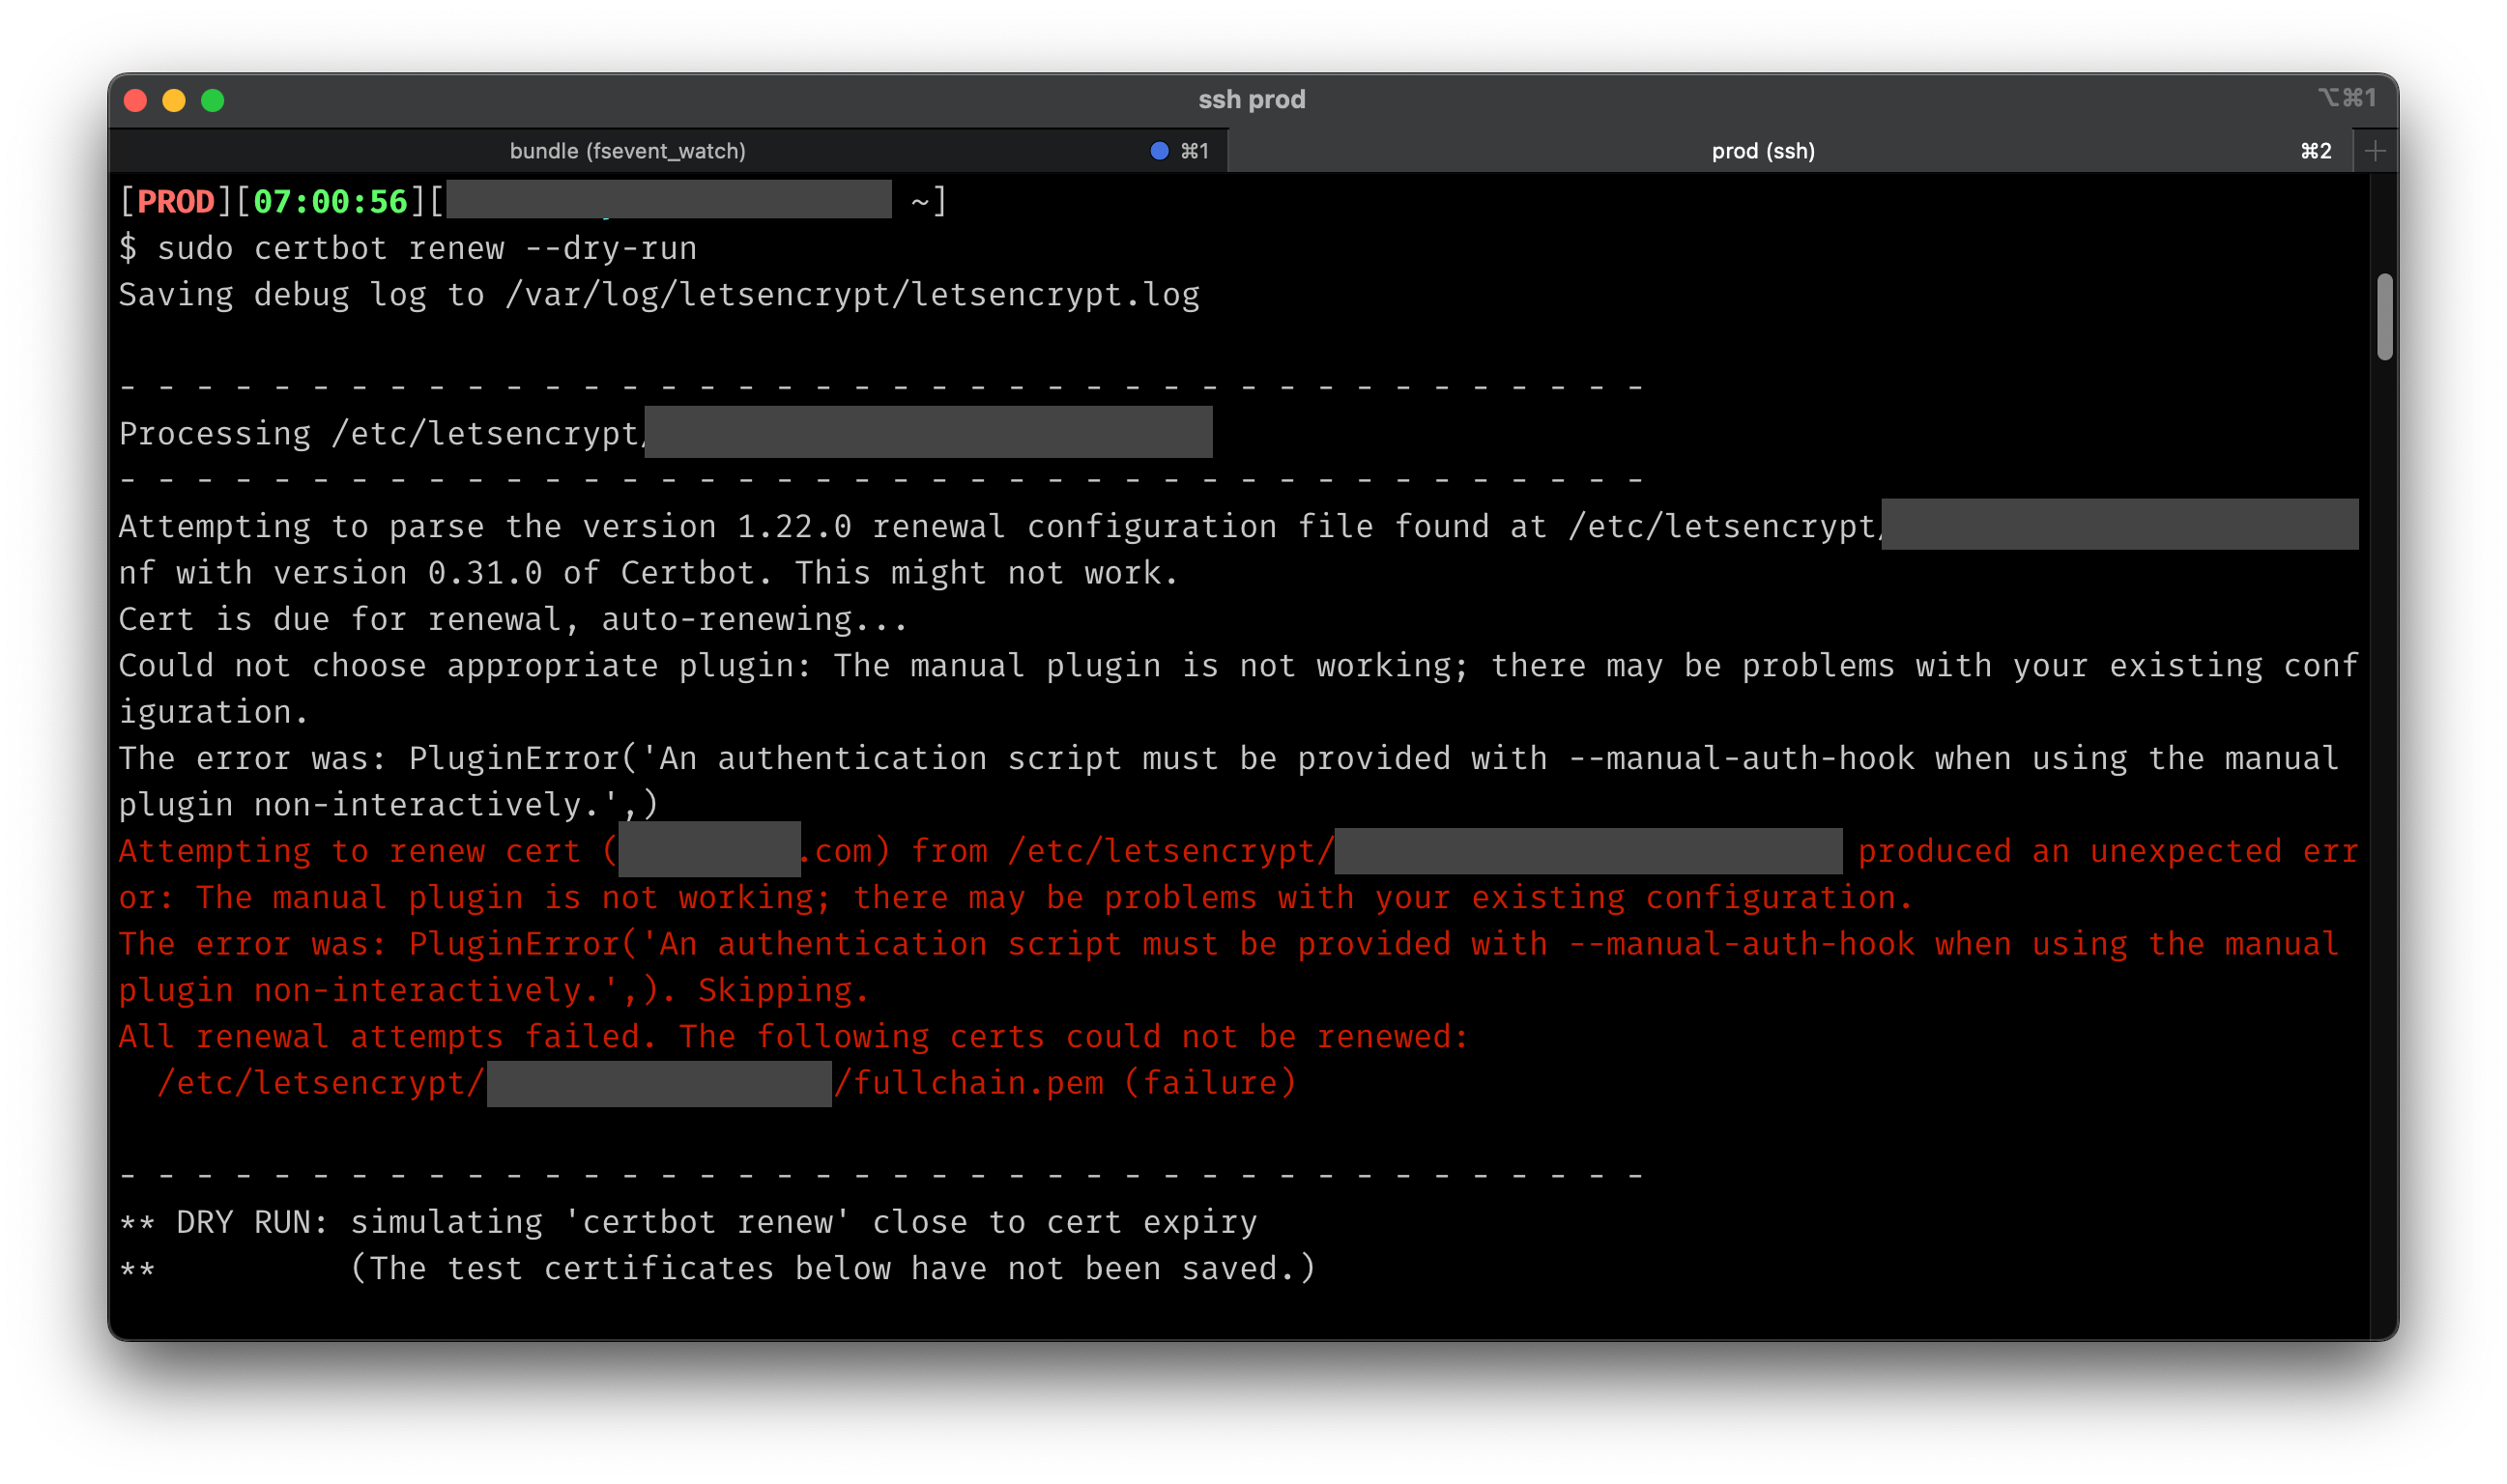 ssh prod
⌥⌘1
bundle (fsevent_watch)
⌘1
prod (ssh)
⌘2
[PROD][07:00:56][ ~]
$ sudo certbot renew --dry-run
Saving debug log to /var/log/letsencrypt/letsencrypt.log
- - - - - - - - - - - - - - - - - - - - - - - - - - - - - - - - - - - - - - - -
Processing /etc/letsencrypt/
- - - - - - - - - - - - - - - - - - - - - - - - - - - - - - - - - - - - - - - -
Attempting to parse the version 1.22.0 renewal configuration file found at /etc/letsencrypt/
nf with version 0.31.0 of Certbot. This might not work.
Cert is due for renewal, auto-renewing...
Could not choose appropriate plugin: The manual plugin is not working; there may be problems with your existing conf
iguration.
The error was: PluginError('An authentication script must be provided with --manual-auth-hook when using the manual
plugin non-interactively.',)
Attempting to renew cert ( .com) from /etc/letsencrypt/ produced an unexpected err
or: The manual plugin is not working; there may be problems with your existing configuration.
The error was: PluginError('An authentication script must be provided with --manual-auth-hook when using the manual
plugin non-interactively.',). Skipping.
All renewal attempts failed. The following certs could not be renewed:
  /etc/letsencrypt/ /fullchain.pem (failure)
- - - - - - - - - - - - - - - - - - - - - - - - - - - - - - - - - - - - - - - -
** DRY RUN: simulating 'certbot renew' close to cert expiry
**          (The test certificates below have not been saved.)